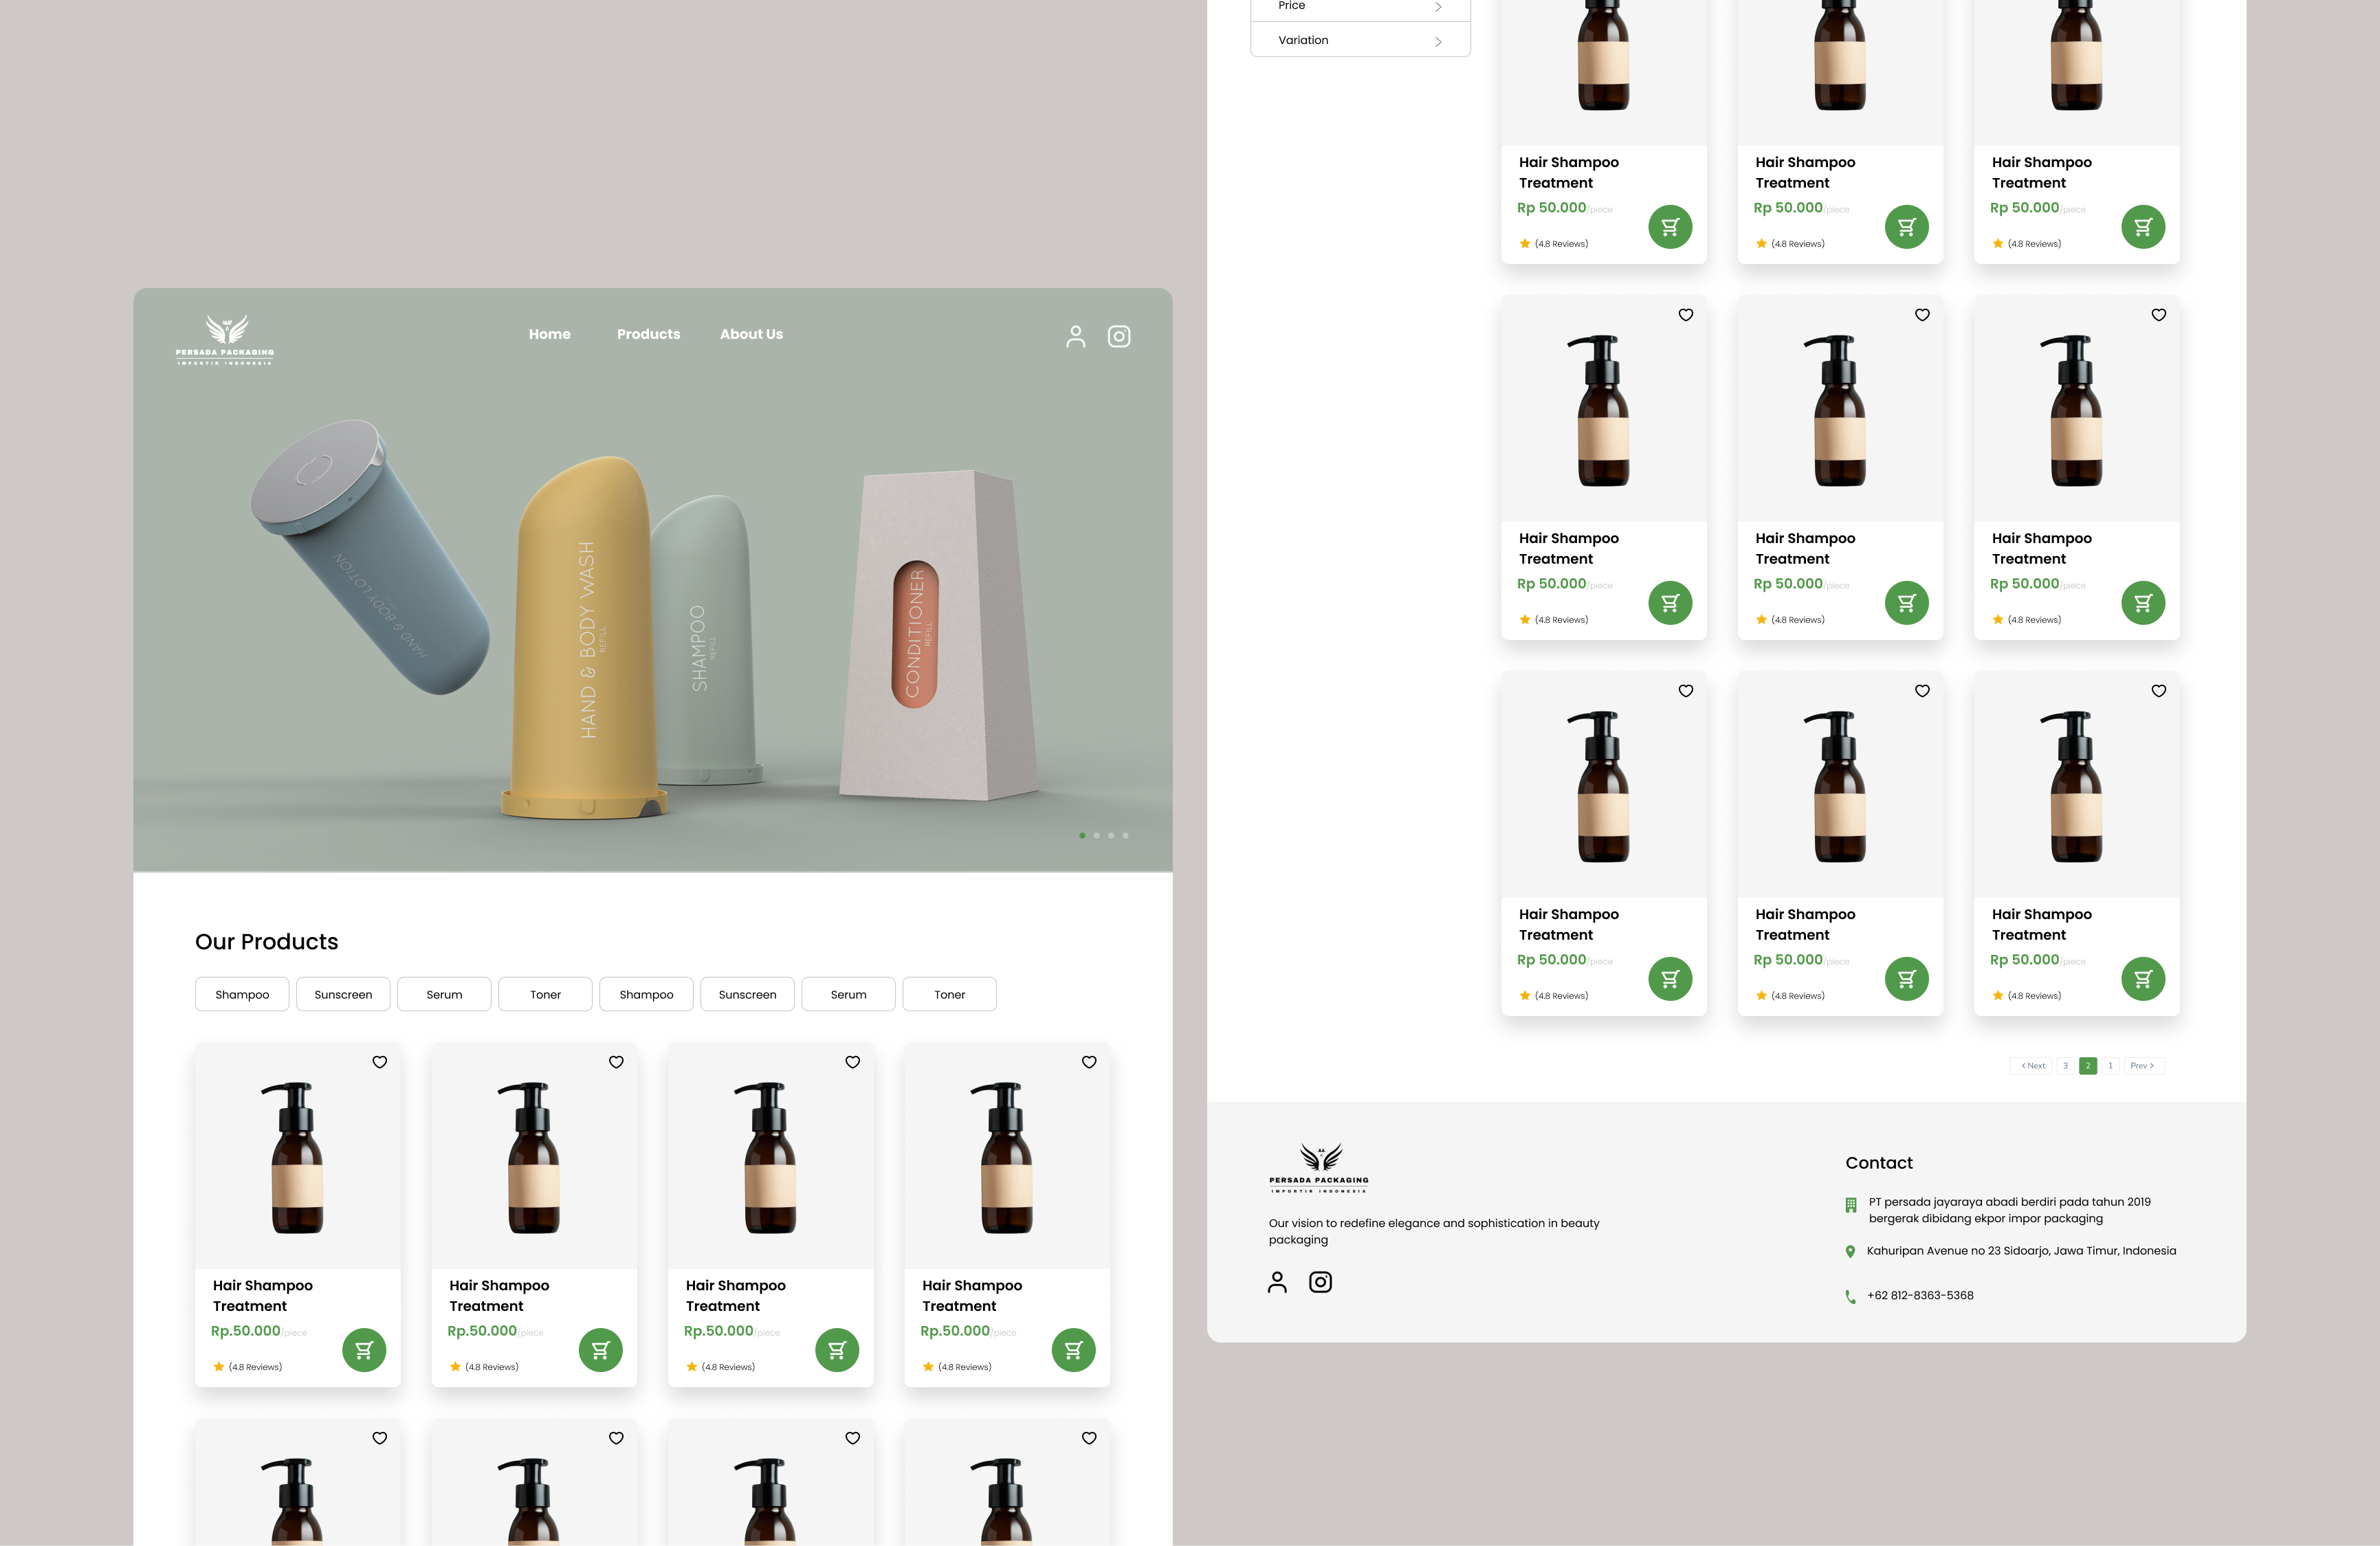 PERSADA PACKAGING
IMPORTIR INDONESIA
Home
Products
About Us
HAND & BODY LOTION
REFILL
HAND & BODY WASH
REFILL
SHAMPOO
REFILL
CONDITIONER
REFILL
Our Products
Shampoo
Sunscreen
Serum
Toner
Shampoo
Sunscreen
Serum
Toner
Hair Shampoo
Treatment
Rp.50.000/piece
(4.8 Reviews)
Hair Shampoo
Treatment
Rp.50.000/piece
(4.8 Reviews)
Hair Shampoo
Treatment
Rp.50.000/piece
(4.8 Reviews)
Hair Shampoo
Treatment
Rp.50.000/piece
(4.8 Reviews)
Price
Variation
Hair Shampoo
Treatment
Rp 50.000/piece
(4.8 Reviews)
Hair Shampoo
Treatment
Rp 50.000/piece
(4.8 Reviews)
Hair Shampoo
Treatment
Rp 50.000/piece
(4.8 Reviews)
Hair Shampoo
Treatment
Rp 50.000/piece
(4.8 Reviews)
Hair Shampoo
Treatment
Rp 50.000/piece
(4.8 Reviews)
Hair Shampoo
Treatment
Rp 50.000/piece
(4.8 Reviews)
Hair Shampoo
Treatment
Rp 50.000/piece
(4.8 Reviews)
Hair Shampoo
Treatment
Rp 50.000/piece
(4.8 Reviews)
Hair Shampoo
Treatment
Rp 50.000/piece
(4.8 Reviews)
< Next 3 2 1 Prev >
PERSADA PACKAGING
IMPORTIR INDONESIA
Our vision to redefine elegance and sophistication in beauty
packaging
Contact
PT persada jayaraya abadi berdiri pada tahun 2019
bergerak dibidang ekpor impor packaging
Kahuripan Avenue no 23 Sidoarjo, Jawa Timur, Indonesia
+62 812-8363-5368